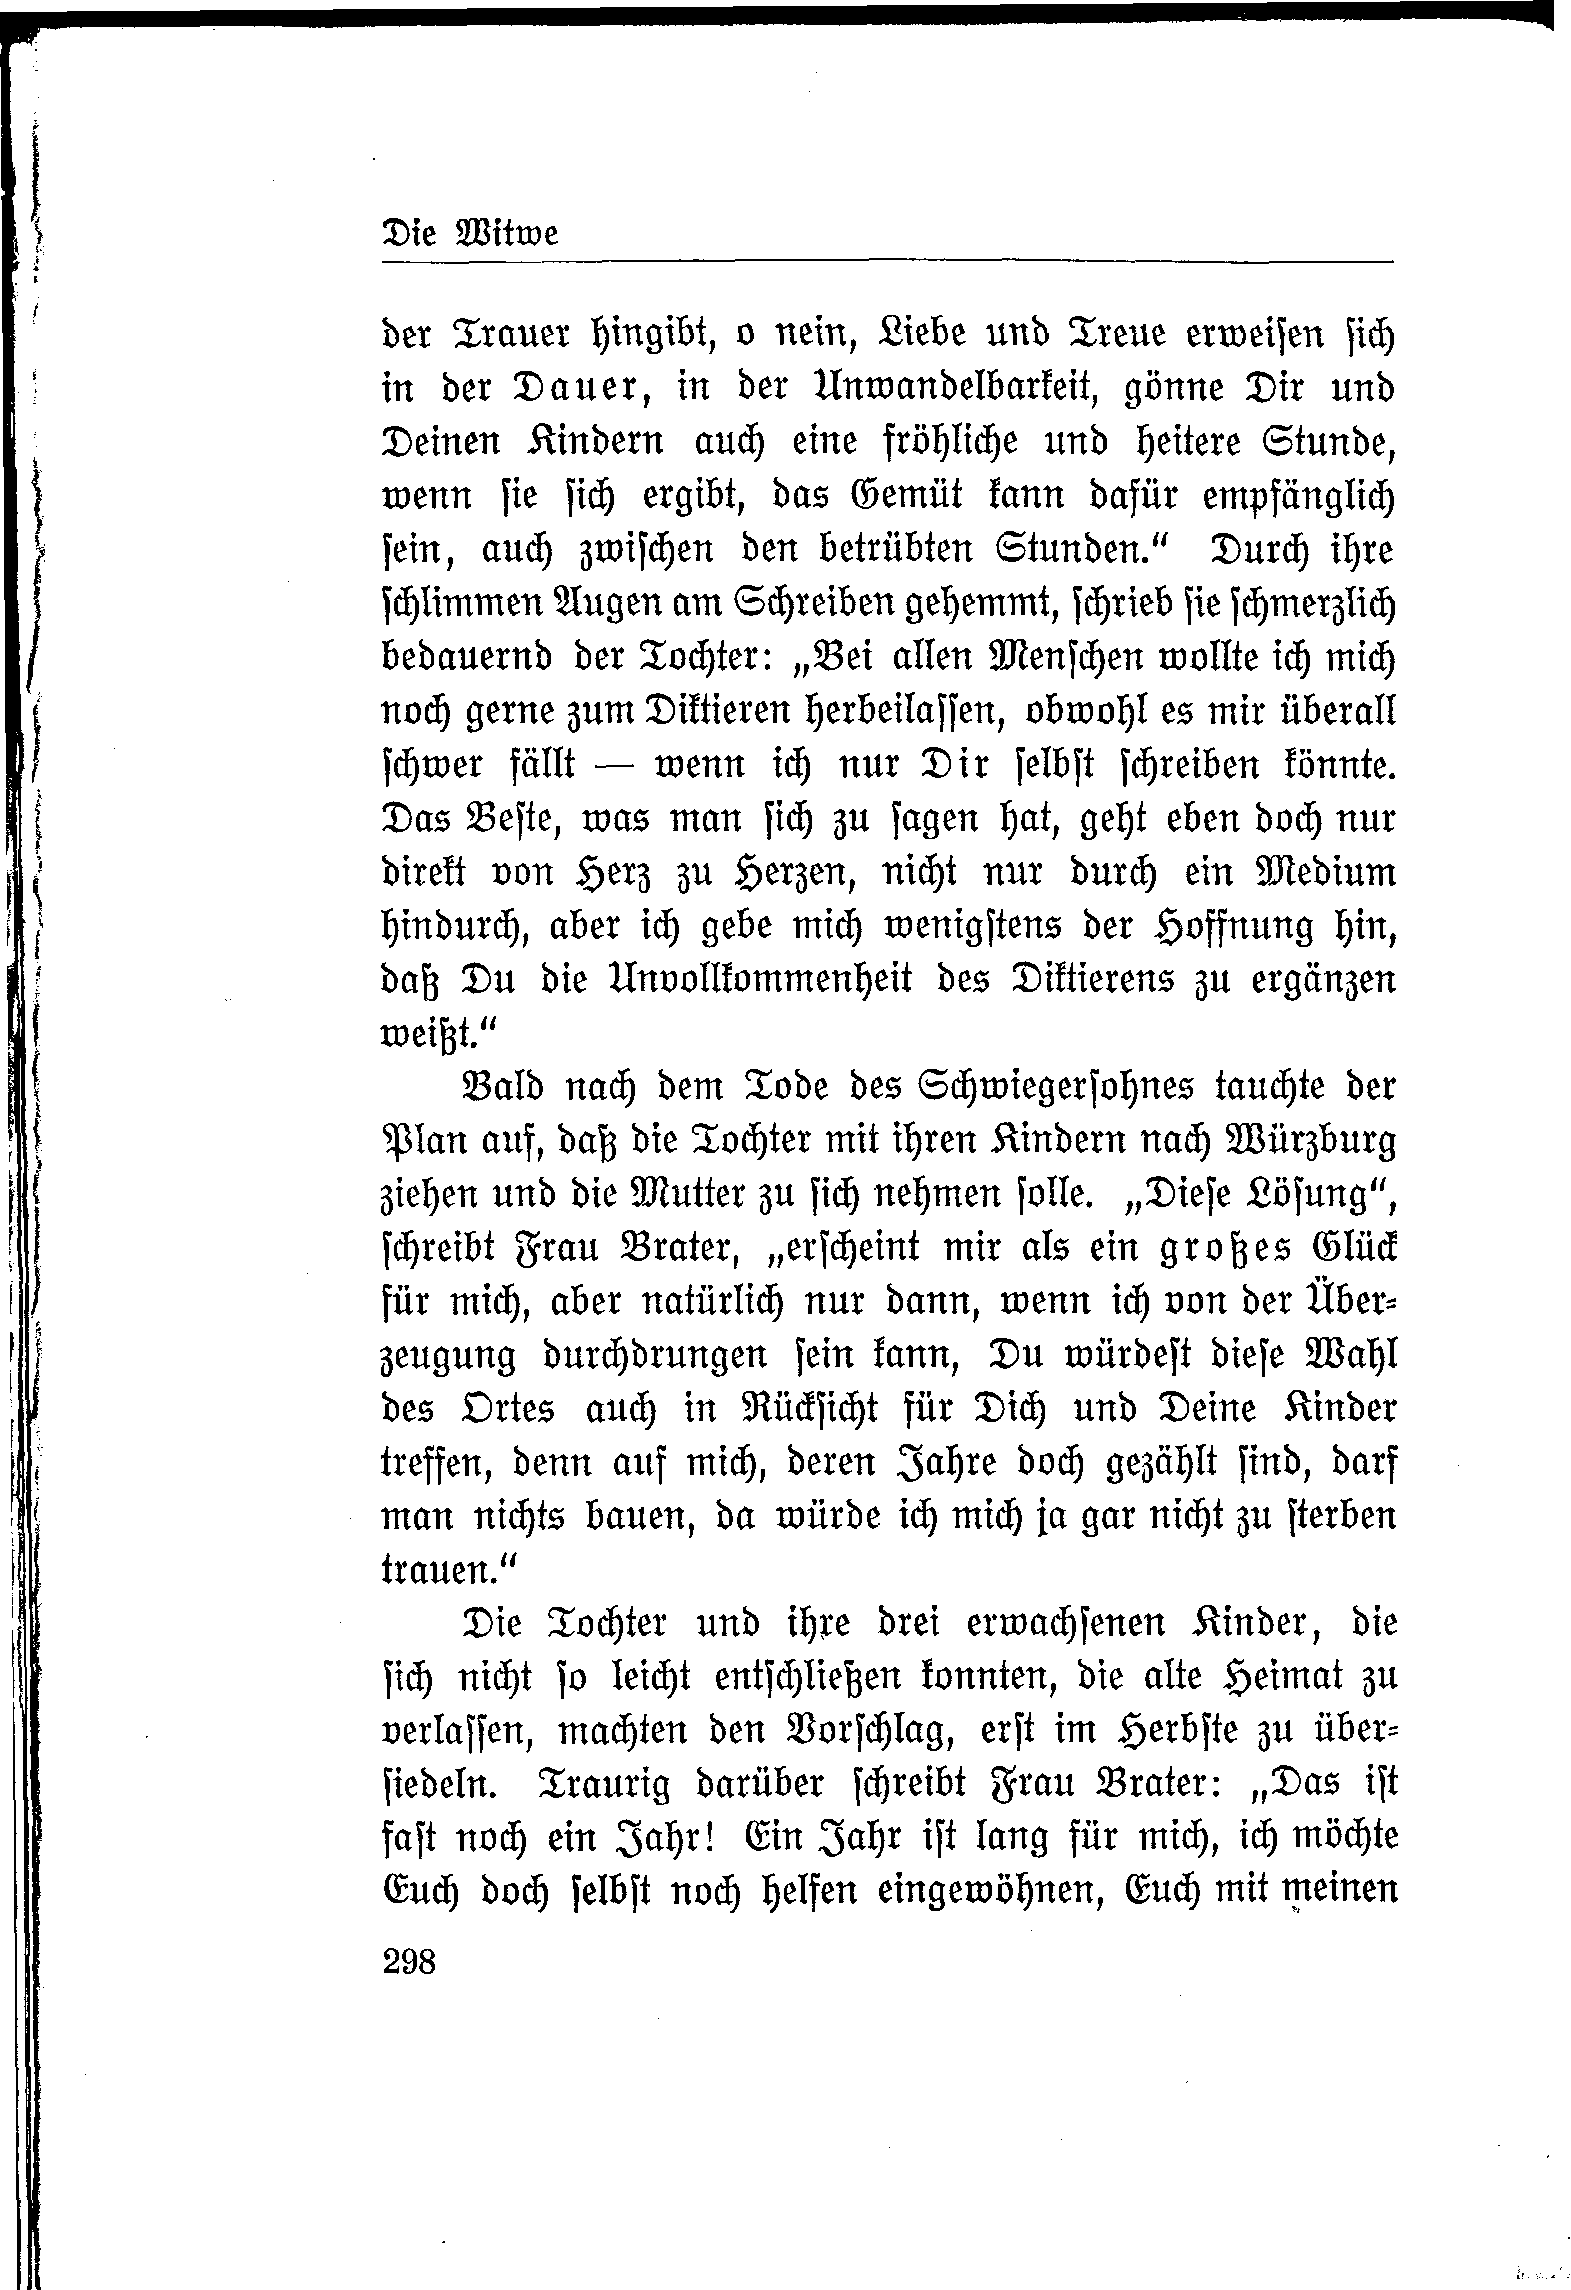 Die Witwe
der Trauer hingibt, o nein, Liebe und Treue erweisen sich
in der Dauer, in der Unwandelbarkeit, gönne Dir und
Deinen Kindern auch eine fröhliche und heitere Stunde,
wenn sie sich ergibt, das Gemüt kann dafür empfänglich
sein, auch zwischen den betrübten Stunden.“ Durch ihre
schlimmen Augen am Schreiben gehemmt, schrieb sie schmerzlich
bedauernd der Tochter: „Bei allen Menschen wollte ich mich
noch gerne zum Diktieren herbeilassen, obwohl es mir überall
schwer fällt — wenn ich nur Dir selbst schreiben könnte.
Das Beste, was man sich zu sagen hat, geht eben doch nur
direkt von Herz zu Herzen, nicht nur durch ein Medium
hindurch, aber ich gebe mich wenigstens der Hoffnung hin,
daß Du die Unvollkommenheit des Diktierens zu ergänzen
weißt.“
Bald nach dem Tode des Schwiegersohnes tauchte der
Plan auf, daß die Tochter mit ihren Kindern nach Würzburg
ziehen und die Mutter zu sich nehmen solle. „Diese Lösung“,
schreibt Frau Brater, „erscheint mir als ein großes Glück
für mich, aber natürlich nur dann, wenn ich von der Über-
zeugung durchdrungen sein kann, Du würdest diese Wahl
des Ortes auch in Rücksicht für Dich und Deine Kinder
treffen, denn auf mich, deren Jahre doch gezählt sind, darf
man nichts bauen, da würde ich mich ja gar nicht zu sterben
trauen.“
Die Tochter und ihre drei erwachsenen Kinder, die
sich nicht so leicht entschließen konnten, die alte Heimat zu
verlassen, machten den Vorschlag, erst im Herbste zu über-
siedeln. Traurig darüber schreibt Frau Brater: „Das ist
fast noch ein Jahr! Ein Jahr ist lang für mich, ich möchte
Euch doch selbst noch helfen eingewöhnen, Euch mit meinen
298